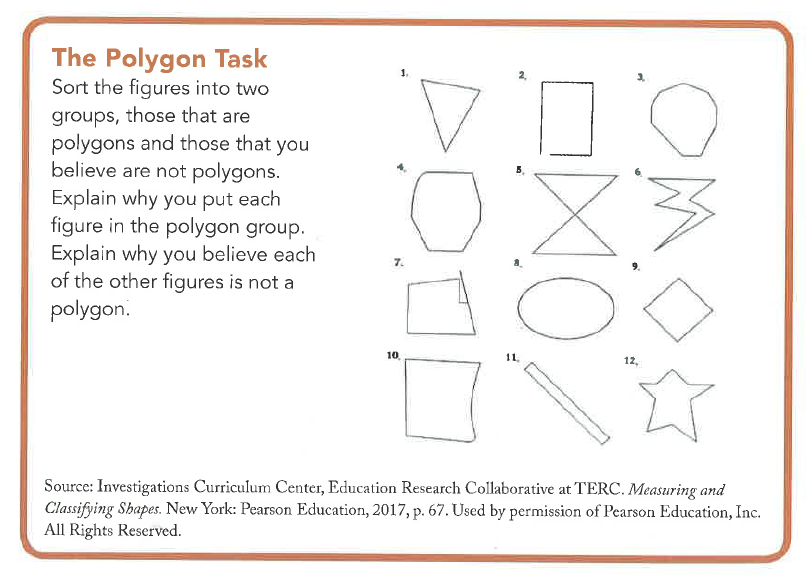 The Polygon Task
Sort the figures into two
groups, those that are
polygons and those that you
believe are not polygons.
Explain why you put each
figure in the polygon group.
Explain why you believe each
of the other figures is not a
polygon.
1.
2.
3.
4.
5.
6.
7.
8.
9.
10.
11.
12.
Source: Investigations Curriculum Center, Education Research Collaborative at TERC. Measuring and
Classifying Shapes. New York: Pearson Education, 2017, p. 67. Used by permission of Pearson Education, Inc.
All Rights Reserved.